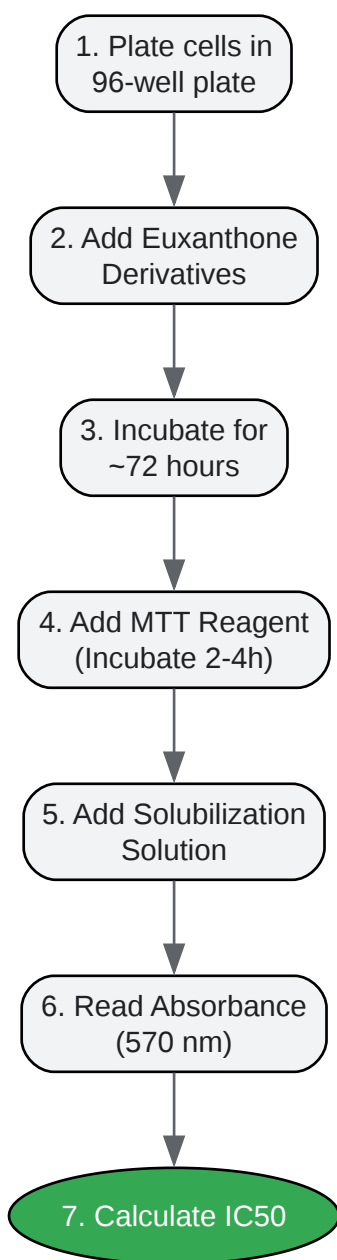 1. Plate cells in
96-well plate
2. Add Euxanthone
Derivatives
3. Incubate for
~72 hours
4. Add MTT Reagent
(Incubate 2-4h)
5. Add Solubilization
Solution
6. Read Absorbance
(570 nm)
7. Calculate IC50